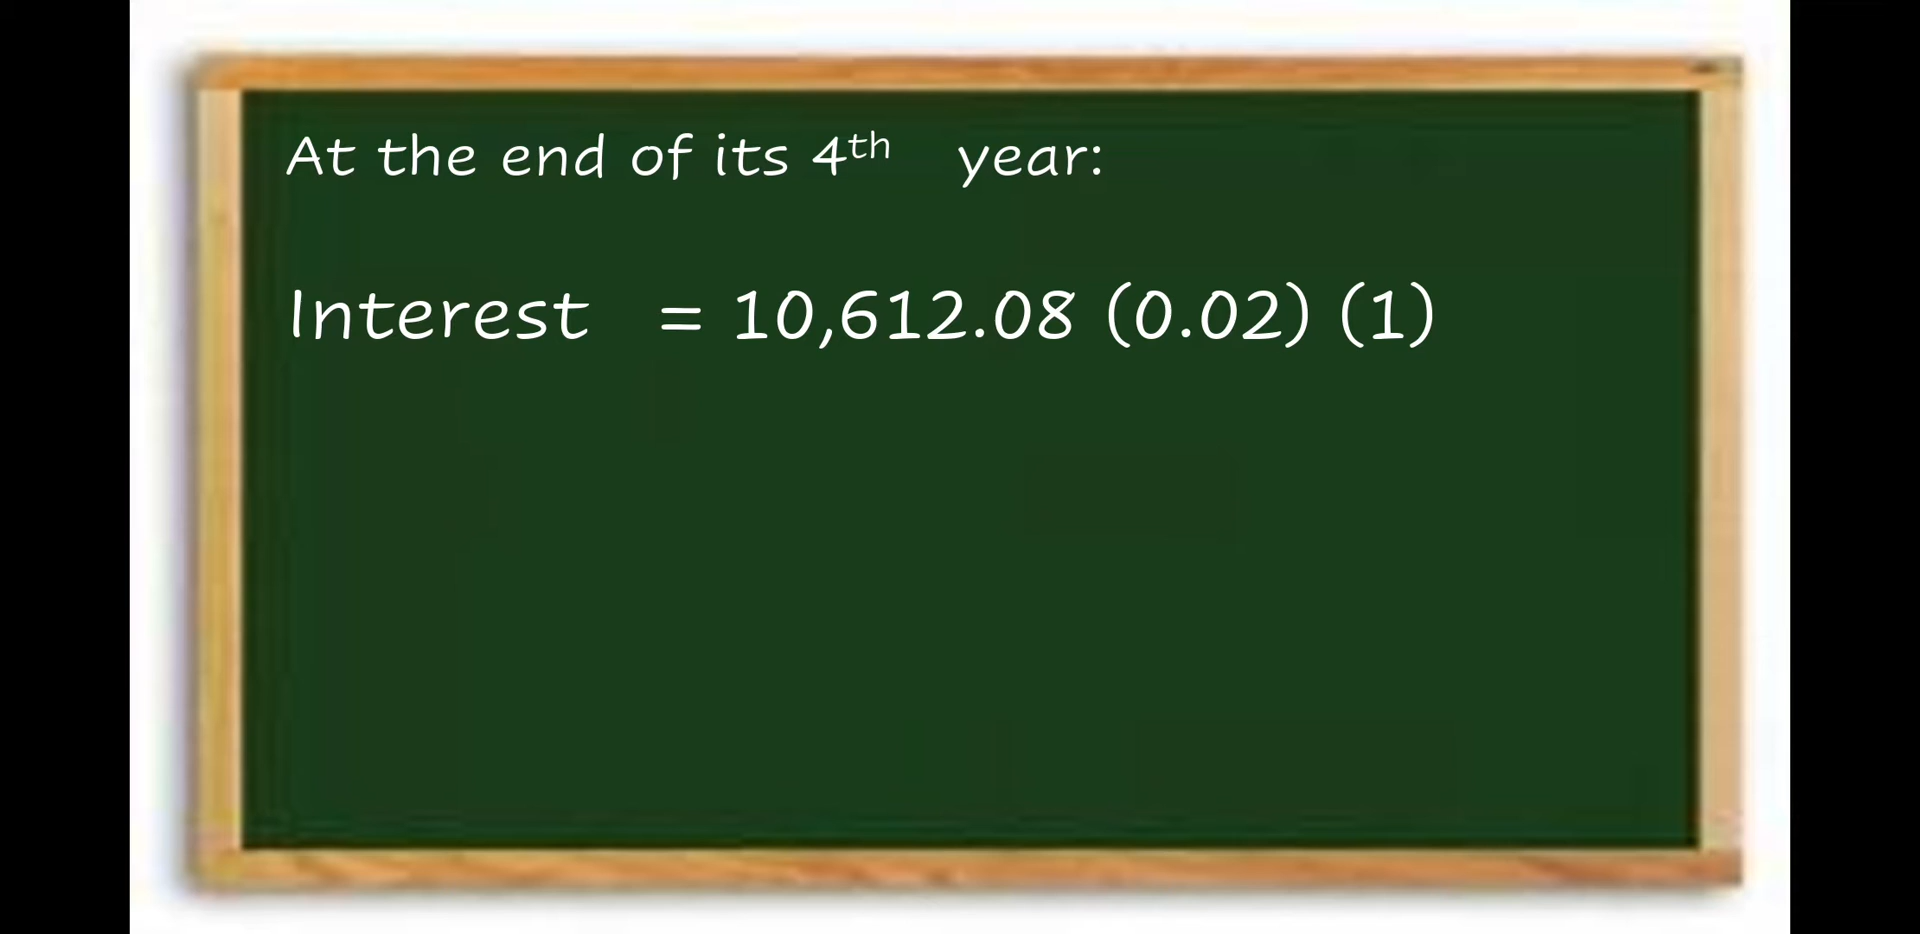 At the end of its 4th year:
Interest = 10,612.08 (0.02) (1)